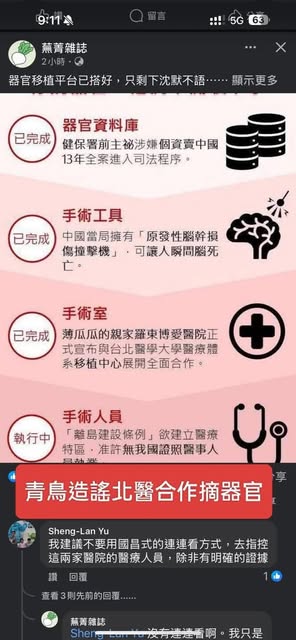 讚
留言
分享
9:11
5G
63
蕪菁雜誌
2小時
器官移植平台已搭好，只剩下沈默不語⋯⋯ 顯示更多
已完成
器官資料庫
健保署前主祕涉嫌個資賣中國
13年全案進入司法程序。
已完成
手術工具
中國當局擁有「原發性腦幹損
傷撞擊機」，可讓人瞬間腦死
亡。
已完成
手術室
薄瓜瓜的親家羅東博愛醫院正
式宣布與台北醫學大學醫療體
系移植中心展開全面合作。
執行中
手術人員
「離島建設條例」欲建立醫療
特區，准許無我國證照醫事人
員執業。
青鳥造謠北醫合作摘器官
Sheng-Lan Yu
我建議不要用國昌式的連連看方式，去指控
這兩家醫院的醫療人員，除非有明確的證據
讚 回覆
1
查看3則先前的回覆⋯⋯
蕪菁雜誌
Sheng-Lan Yu 沒有連連看啊。我只是